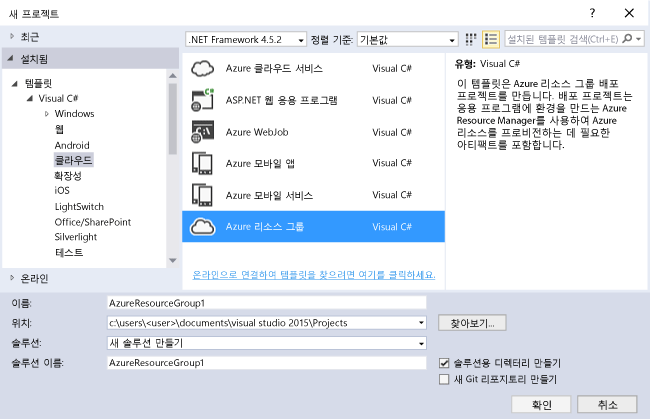 새 프로젝트
최근
.NET Framework 4.5.2 정렬 기준: 기본값 설치된 템플릿 검색(Ctrl+E)
설치됨
템플릿
Visual C#
Windows
웹
Android
클라우드
확장성
iOS
LightSwitch
Office/SharePoint
Silverlight
테스트
온라인
Azure 클라우드 서비스 Visual C#
ASP.NET 웹 응용 프로그램 Visual C#
Azure WebJob Visual C#
Azure 모바일 앱 Visual C#
Azure 모바일 서비스 Visual C#
Azure 리소스 그룹 Visual C#
온라인으로 연결하여 템플릿을 찾으려면 여기를 클릭하세요.
유형: Visual C#
이 템플릿은 Azure 리소스 그룹 배포
프로젝트를 만듭니다. 배포 프로젝트는
응용 프로그램에 환경을 만드는 Azure
Resource Manager를 사용하여 Azure
리소스를 프로비전하는 데 필요한
아티팩트를 포함합니다.
이름: AzureResourceGroup1
위치: c:\users\<user>\documents\visual studio 2015\Projects 찾아보기...
솔루션: 새 솔루션 만들기
솔루션 이름: AzureResourceGroup1
솔루션용 디렉터리 만들기
새 Git 리포지토리 만들기
확인 취소